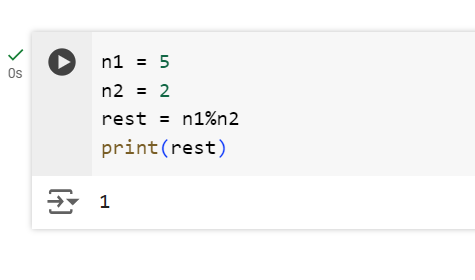 n1 = 5
0s
n2 = 2
rest = n1%n2
print(rest)
1